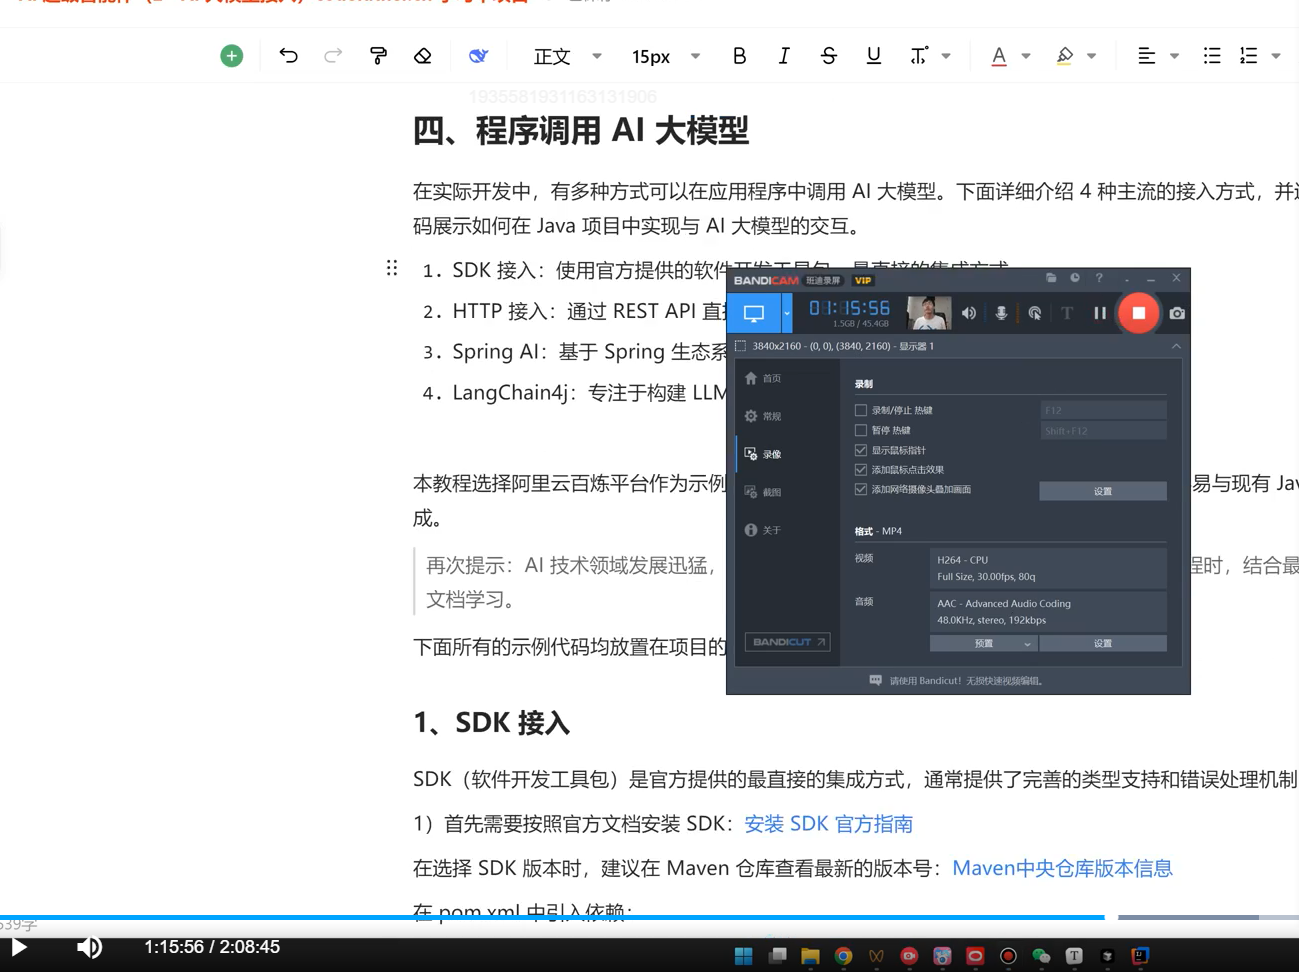 正文
15px
B
I
S
U
A
1935581931163131906
四、程序调用 AI 大模型
在实际开发中，有多种方式可以在应用程序中调用 AI 大模型。下面详细介绍 4 种主流的接入方式，并
码展示如何在 Java 项目中实现与 AI 大模型的交互。
1. SDK 接入：使用官方提供的软件开发工具包，最直接的集成方式
2. HTTP 接入：通过 REST API 直
3. Spring AI：基于 Spring 生态系
4. LangChain4j：专注于构建 LLM
BANDICAM 班迪录屏 VIP
01:15:56
1.5GB / 45.4GB
3840x2160 - (0, 0), (3840, 2160) - 显示器 1
首页
常规
录像
截图
关于
BANDICUT
录制
录制/停止 热键
F12
暂停 热键
Shift+F12
显示鼠标指针
添加鼠标点击效果
添加网络摄像头叠加画面
设置
格式 - MP4
视频
H264 - CPU
Full Size, 30.00fps, 80q
音频
AAC - Advanced Audio Coding
48.0KHz, stereo, 192kbps
预置
设置
请使用 Bandicut！无损快速视频编辑。
本教程选择阿里云百炼平台作为示例
易与现有 Jav
成。
再次提示：AI 技术领域发展迅猛，
程时，结合最
文档学习。
下面所有的示例代码均放置在项目的
1、SDK 接入
SDK（软件开发工具包）是官方提供的最直接的集成方式，通常提供了完善的类型支持和错误处理机制
1）首先需要按照官方文档安装 SDK：安装 SDK 官方指南
在选择 SDK 版本时，建议在 Maven 仓库查看最新的版本号：Maven中央仓库版本信息
在 pom.xml 中引入依赖：
539字
1:15:56 / 2:08:45